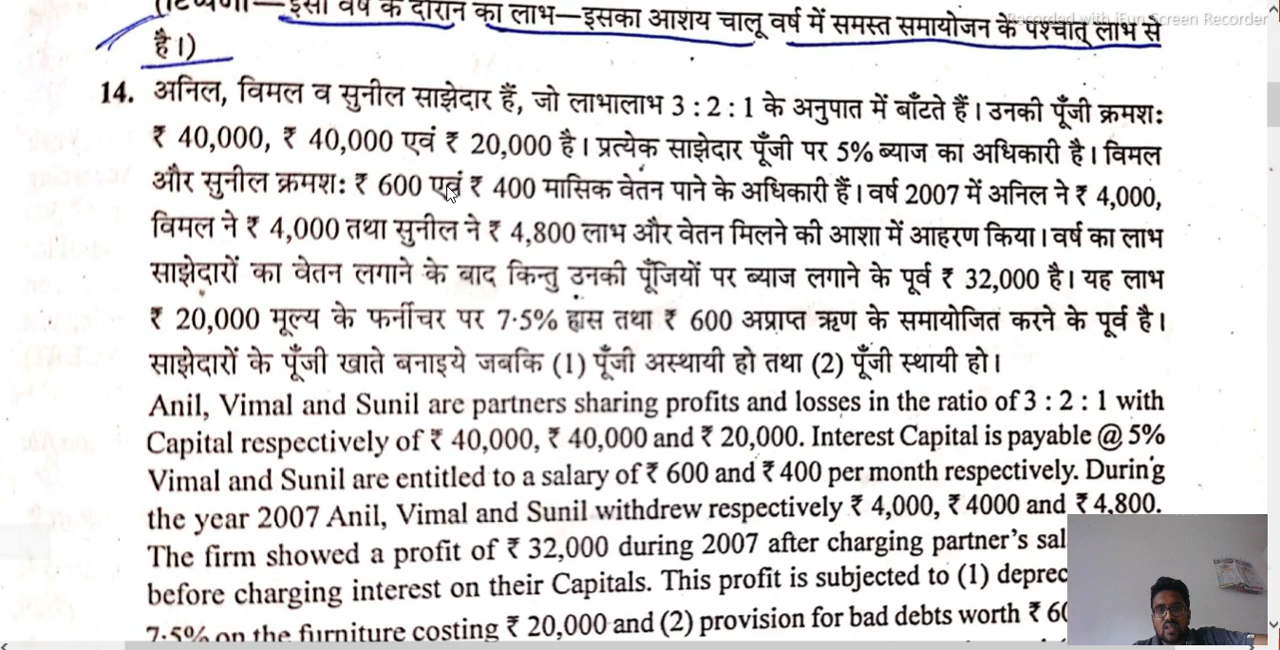 (टिप्पणी—इसी वर्ष के दौरान का लाभ—इसका आशय चालू वर्ष में समस्त समायोजन के पश्चात् लाभ से
Recorded with iFun Screen Recorder
है।)
14. अनिल, विमल व सुनील साझेदार हैं, जो लाभालाभ 3 : 2 : 1 के अनुपात में बाँटते हैं। उनकी पूँजी क्रमश:
₹ 40,000, ₹ 40,000 एवं ₹ 20,000 है। प्रत्येक साझेदार पूँजी पर 5% ब्याज का अधिकारी है। विमल
और सुनील क्रमश: ₹ 600 एवं ₹ 400 मासिक वेतन पाने के अधिकारी हैं। वर्ष 2007 में अनिल ने ₹ 4,000,
विमल ने ₹ 4,000 तथा सुनील ने ₹ 4,800 लाभ और वेतन मिलने की आशा में आहरण किया। वर्ष का लाभ
साझेदारों का वेतन लगाने के बाद किन्तु उनकी पूँजियों पर ब्याज लगाने के पूर्व ₹ 32,000 है। यह लाभ
₹ 20,000 मूल्य के फर्नीचर पर 7·5% ह्रास तथा ₹ 600 अप्राप्त ऋण के समायोजित करने के पूर्व है।
साझेदारों के पूँजी खाते बनाइये जबकि (1) पूँजी अस्थायी हो तथा (2) पूँजी स्थायी हो।
Anil, Vimal and Sunil are partners sharing profits and losses in the ratio of 3 : 2 : 1 with
Capital respectively of ₹ 40,000, ₹ 40,000 and ₹ 20,000. Interest Capital is payable @ 5%
Vimal and Sunil are entitled to a salary of ₹ 600 and ₹ 400 per month respectively. During
the year 2007 Anil, Vimal and Sunil withdrew respectively ₹ 4,000, ₹ 4000 and ₹ 4,800.
The firm showed a profit of ₹ 32,000 during 2007 after charging partner's sal
before charging interest on their Capitals. This profit is subjected to (1) deprec
7·5% on the furniture costing ₹ 20,000 and (2) provision for bad debts worth ₹ 60